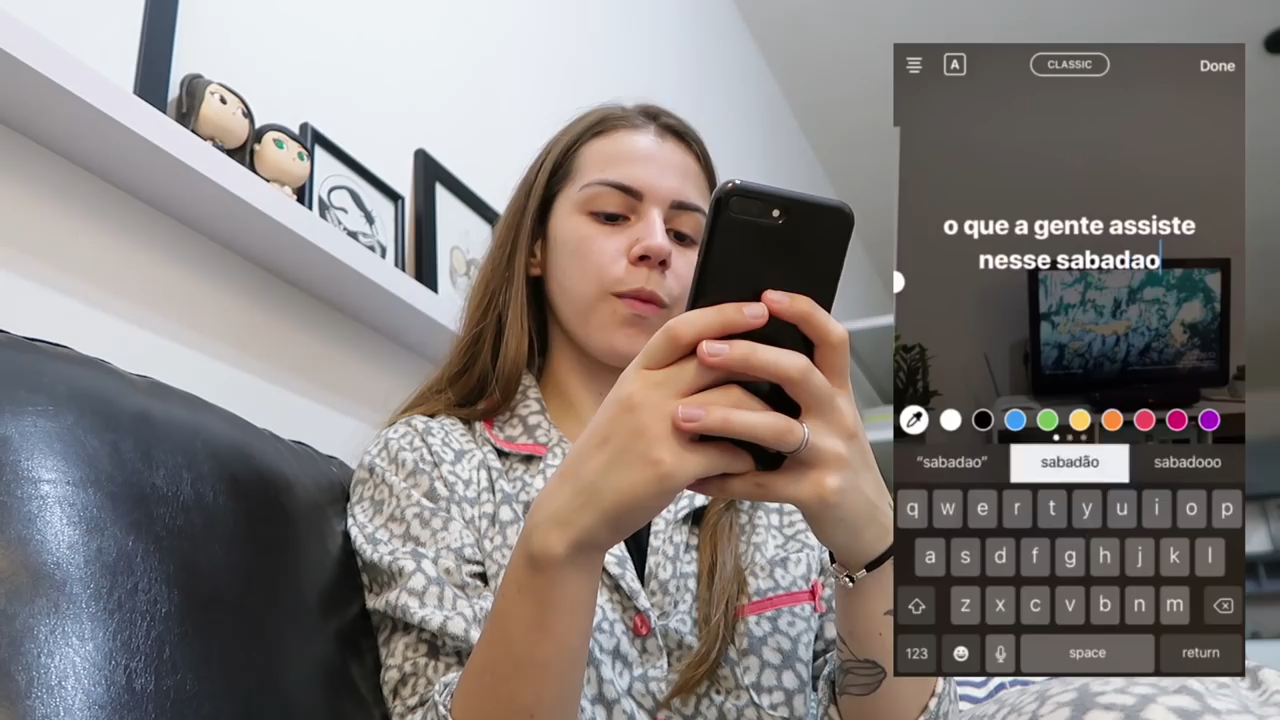 A
CLASSIC
Done
o que a gente assiste
nesse sabadao
“sabadao”
sabadão
sabadooo
q w e r t y u i o p
a s d f g h j k l
z x c v b n m
123
space
return